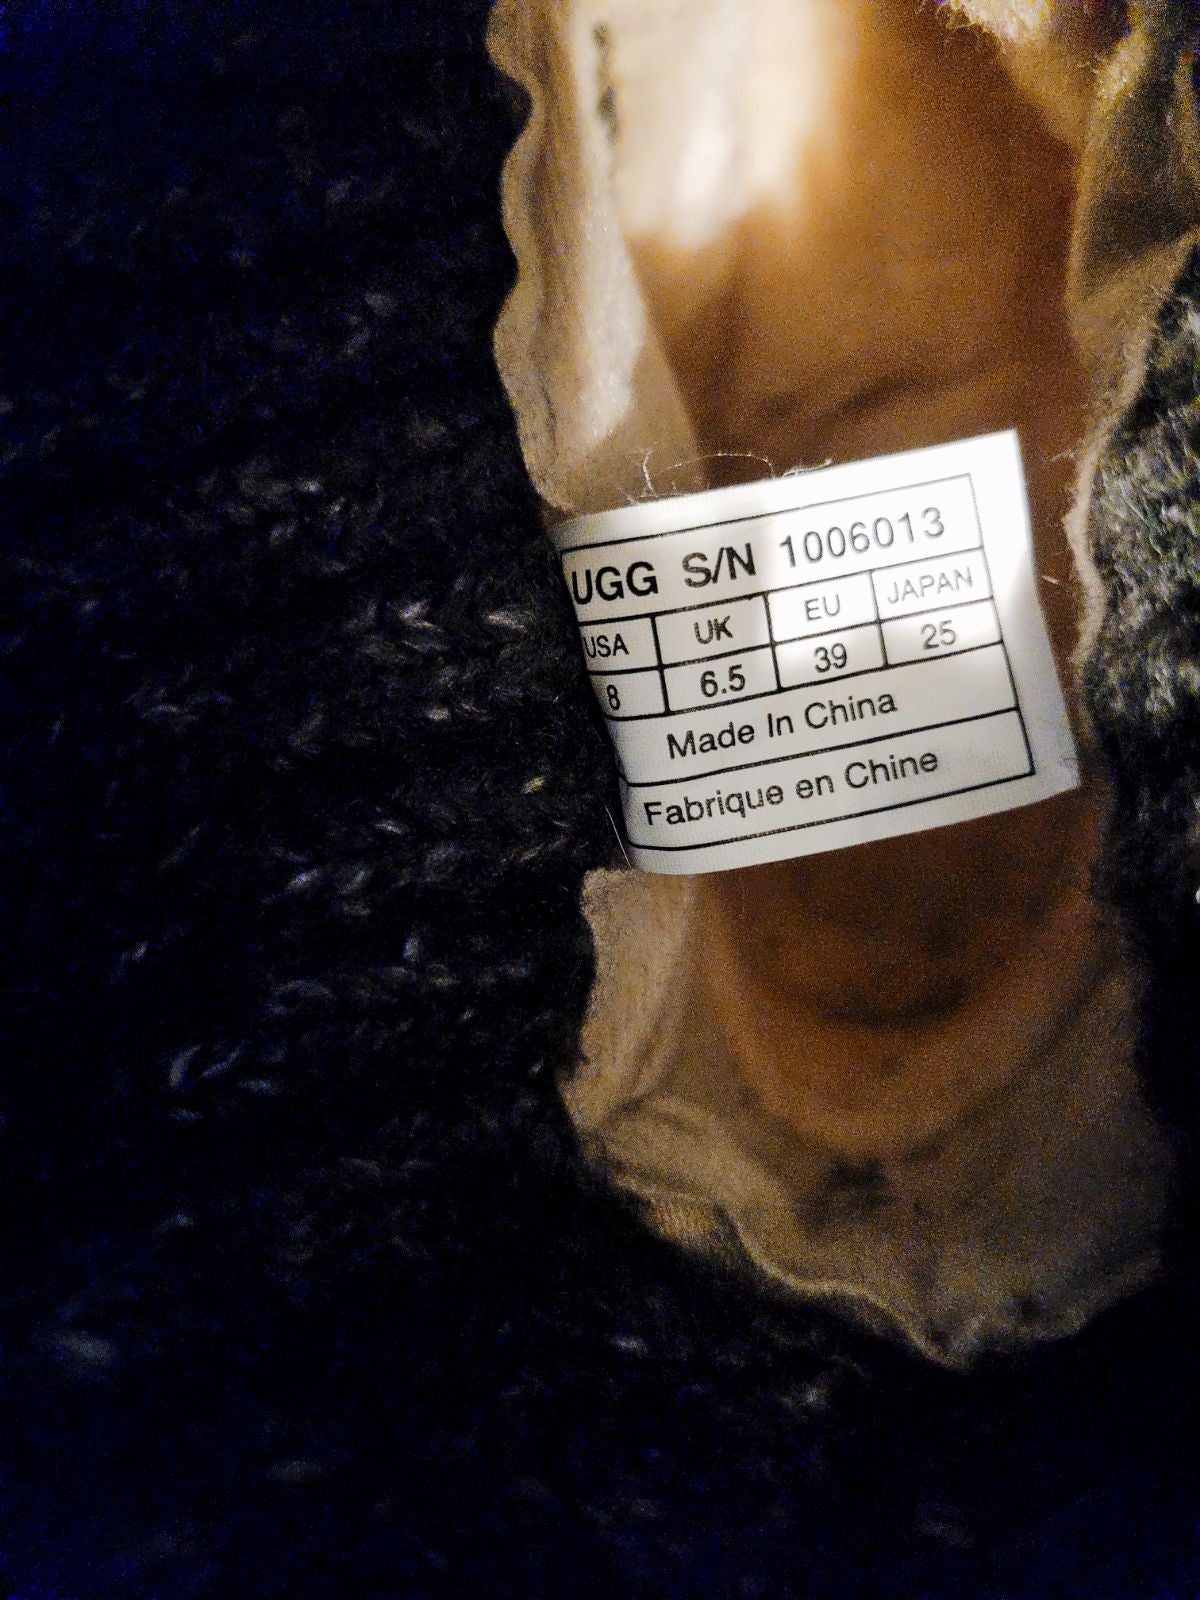 UGG S/N 1006013
USA UK EU JAPAN
8 6.5 39 25
Made In China
Fabrique en Chine